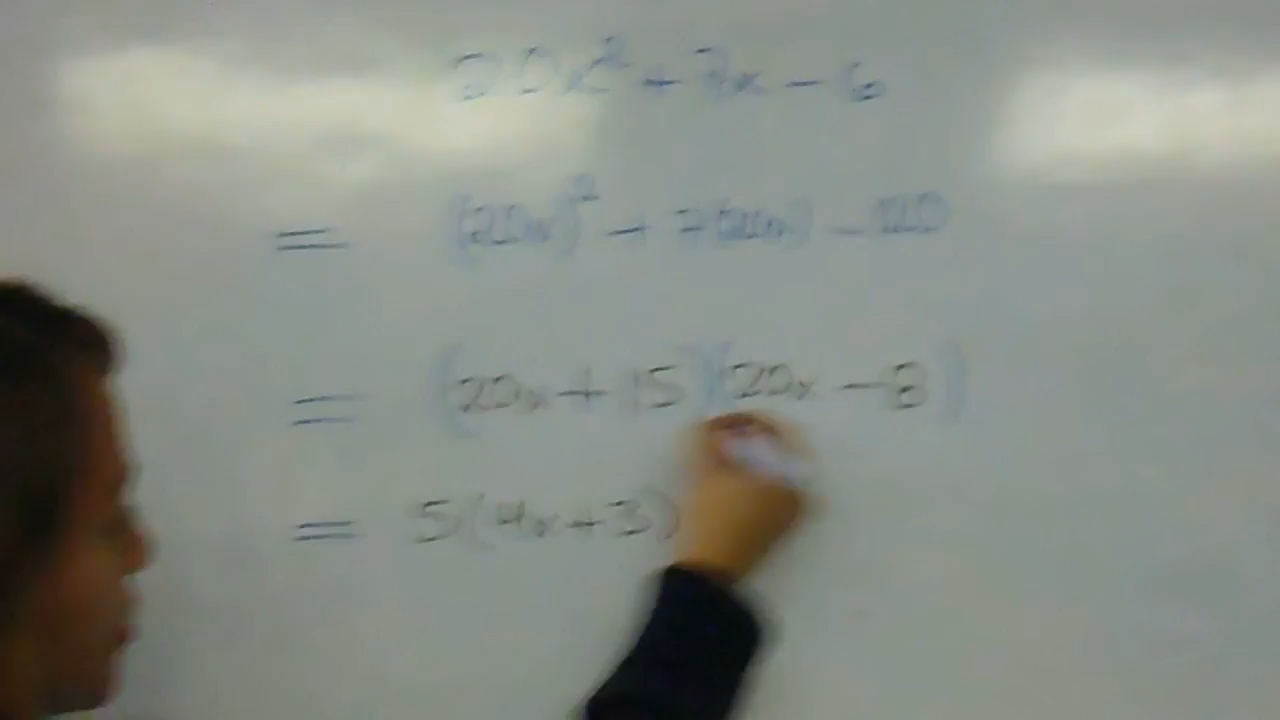 20x² + 7x - 6
= (20x)² + 7(20x) - 120
= (20x + 15)(20x - 8)
= 5(4x + 3)